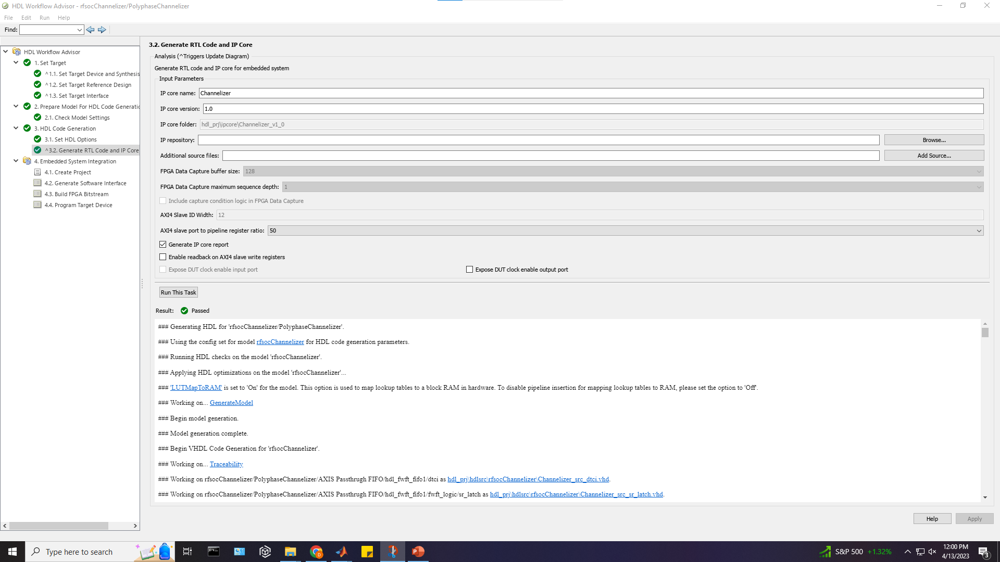 HDL Workflow Advisor - rfsocChannelizer/PolyphaseChannelizer
File Edit Run Help
Find:
HDL Workflow Advisor
1. Set Target
^1.1. Set Target Device and Synthesis
^1.2. Set Target Reference Design
^1.3. Set Target Interface
2. Prepare Model For HDL Code Generatio
2.1. Check Model Settings
3. HDL Code Generation
3.1. Set HDL Options
^3.2. Generate RTL Code and IP Core
4. Embedded System Integration
4.1. Create Project
4.2. Generate Software Interface
4.3. Build FPGA Bitstream
4.4. Program Target Device
3.2. Generate RTL Code and IP Core
Analysis (^Triggers Update Diagram)
Generate RTL code and IP core for embedded system
Input Parameters
IP core name: Channelizer
IP core version: 1.0
IP core folder: hdl_prj\ipcore\Channelizer_v1_0
IP repository: Browse...
Additional source files: Add Source...
FPGA Data Capture buffer size: 128
FPGA Data Capture maximum sequence depth: 1
Include capture condition logic in FPGA Data Capture
AXI4 Slave ID Width: 12
AXI4 slave port to pipeline register ratio: 50
Generate IP core report
Enable readback on AXI4 slave write registers
Expose DUT clock enable input port Expose DUT clock enable output port
Run This Task
Result: Passed
### Generating HDL for 'rfsocChannelizer/PolyphaseChannelizer'.
### Using the config set for model rfsocChannelizer for HDL code generation parameters.
### Running HDL checks on the model 'rfsocChannelizer'.
### Applying HDL optimizations on the model 'rfsocChannelizer'...
### 'LUTMapToRAM' is set to 'On' for the model. This option is used to map lookup tables to a block RAM in hardware. To disable pipeline insertion for mapping lookup tables to RAM, please set the option to 'Off'.
### Working on... GenerateModel
### Begin model generation.
### Model generation complete.
### Begin VHDL Code Generation for 'rfsocChannelizer'.
### Working on... Traceability
### Working on rfsocChannelizer/PolyphaseChannelizer/AXIS Passthrugh FIFO/hdl_fwft_fifo1/dtci as hdl_prj\hdlsrc\rfsocChannelizer\Channelizer_src_dtci.vhd.
### Working on rfsocChannelizer/PolyphaseChannelizer/AXIS Passthrugh FIFO/hdl_fwft_fifo1/fwft_logic/sr_latch as hdl_prj\hdlsrc\rfsocChannelizer\Channelizer_src_sr_latch.vhd.
Help Apply
Type here to search
S&P 500 +1.32%
12:00 PM
4/13/2023
3